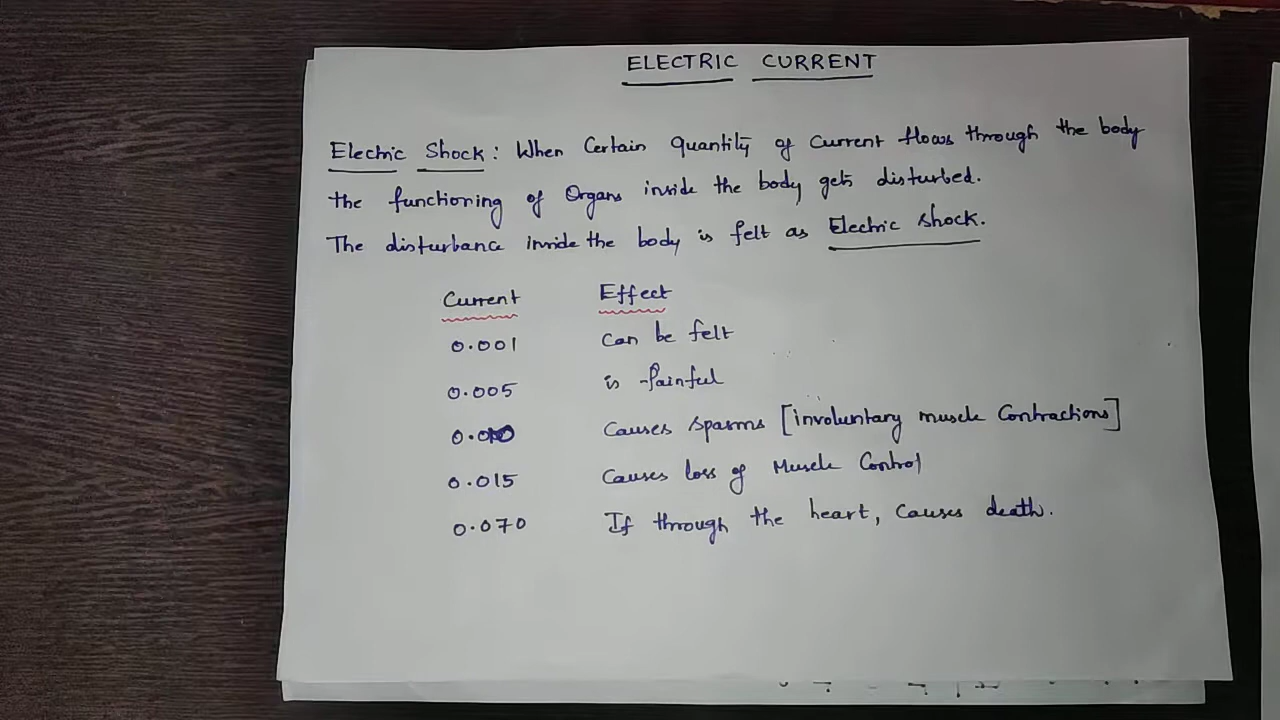 ELECTRIC CURRENT
Electric Shock: When Certain Quantity of Current flows through the body
the functioning of Organs inside the body gets disturbed.
The disturbance inside the body is felt as Electric shock.
Current Effect
0.001 Can be felt
0.005 is Painful
0.010 Causes spasms [involuntary muscle Contractions]
0.015 Causes loss of Muscle Control
0.070 If through the heart, Causes death.